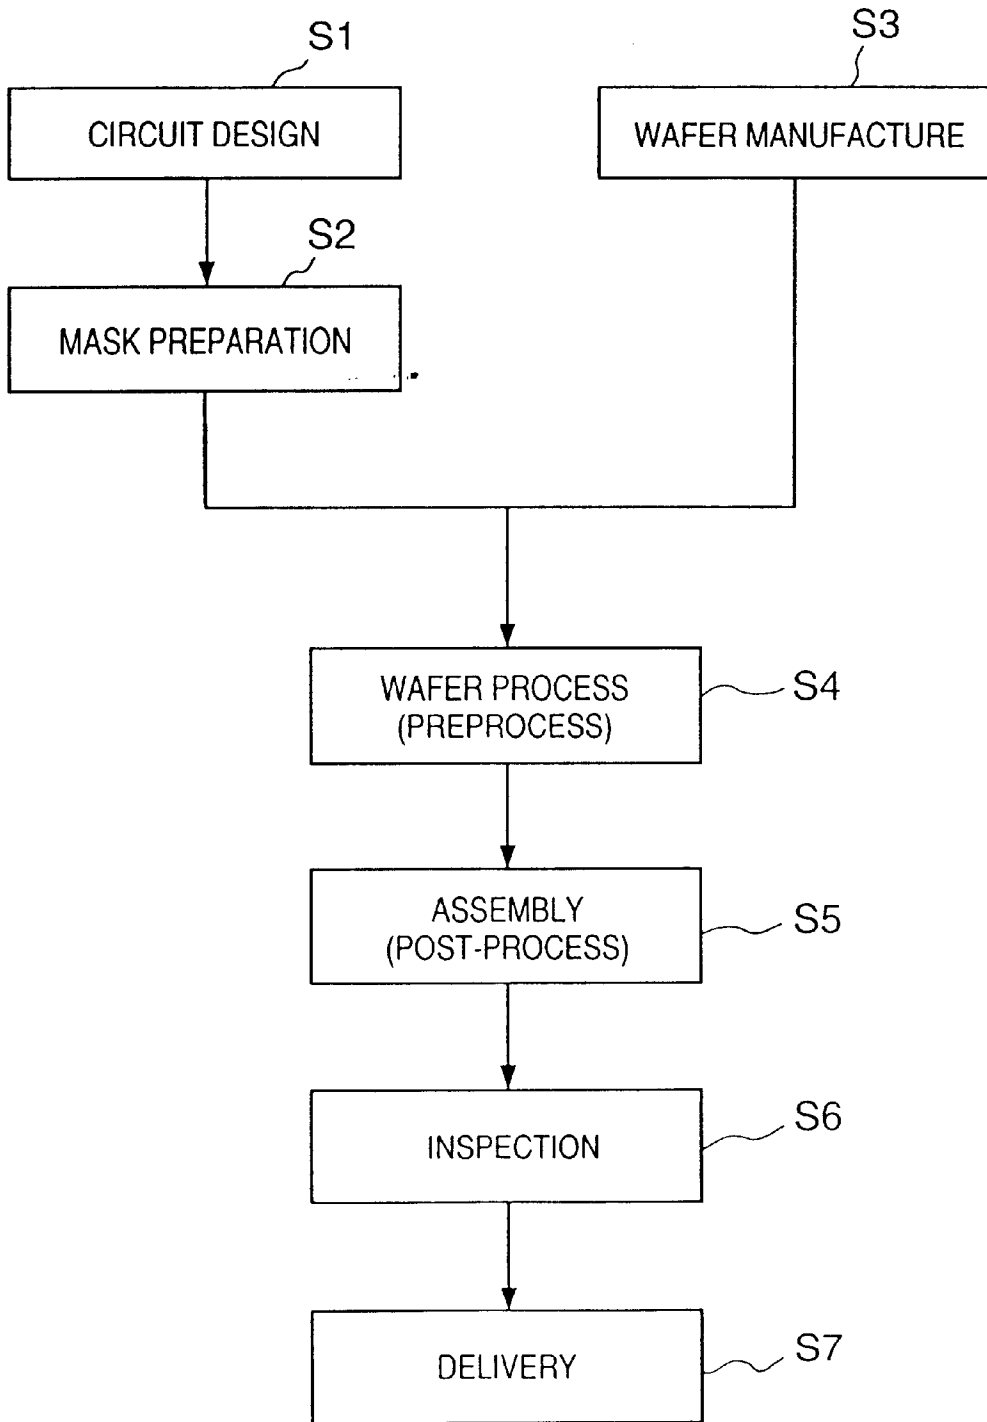 S1
CIRCUIT DESIGN
S3
WAFER MANUFACTURE
S2
MASK PREPARATION
S4
WAFER PROCESS
(PREPROCESS)
S5
ASSEMBLY
(POST-PROCESS)
S6
INSPECTION
S7
DELIVERY